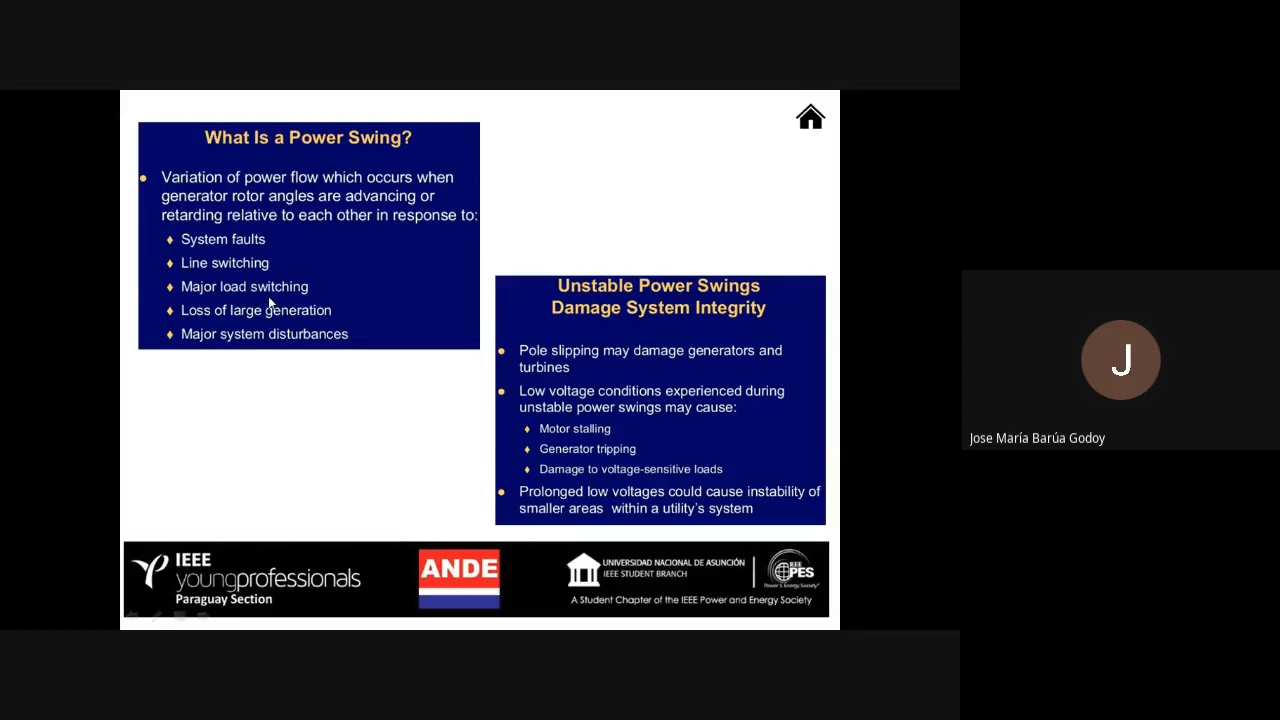 What Is a Power Swing?
Variation of power flow which occurs when
generator rotor angles are advancing or
retarding relative to each other in response to:
System faults
Line switching
Major load switching
Loss of large generation
Major system disturbances
Unstable Power Swings
Damage System Integrity
Pole slipping may damage generators and
turbines
Low voltage conditions experienced during
unstable power swings may cause:
Motor stalling
Generator tripping
Damage to voltage-sensitive loads
Prolonged low voltages could cause instability of
smaller areas within a utility's system
IEEE
youngprofessionals
Paraguay Section
ANDE
UNIVERSIDAD NACIONAL DE ASUNCIÓN
IEEE STUDENT BRANCH
IEEE
PES
Power & Energy Society®
A Student Chapter of the IEEE Power and Energy Society
J
Jose María Barúa Godoy